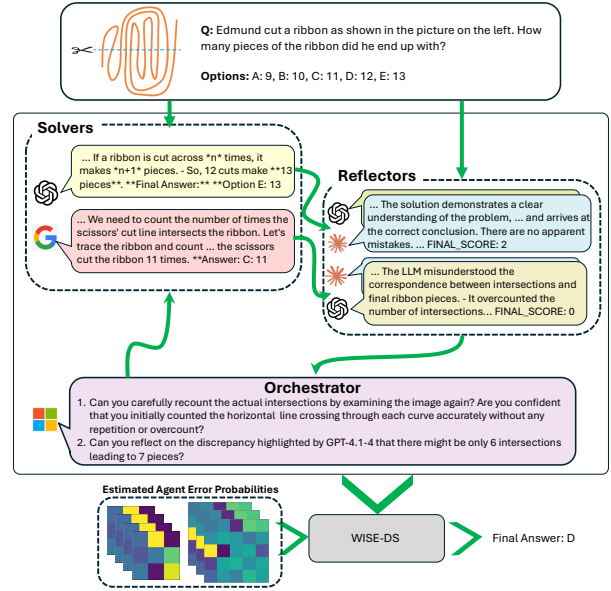 Q: Edmund cut a ribbon as shown in the picture on the left. How
many pieces of the ribbon did he end up with?
Options: A: 9, B: 10, C: 11, D: 12, E: 13
Solvers
... If a ribbon is cut across *n* times, it
makes *n+1* pieces. - So, 12 cuts make **13
pieces**. **Final Answer:** **Option E: 13
... We need to count the number of times the
scissors' cut line intersects the ribbon. Let's
trace the ribbon and count ... the scissors
cut the ribbon 11 times. **Answer: C: 11
Reflectors
... The solution demonstrates a clear
understanding of the problem, ... and arrives at
the correct conclusion. There are no apparent
mistakes. ... FINAL_SCORE: 2
... The LLM misunderstood the
correspondence between intersections and
final ribbon pieces. - It overcounted the
number of intersections... FINAL_SCORE: 0
Orchestrator
1. Can you carefully recount the actual intersections by examining the image again? Are you confident
that you initially counted the horizontal line crossing through each curve accurately without any
repetition or overcount?
2. Can you reflect on the discrepancy highlighted by GPT-4.1-4 that there might be only 6 intersections
leading to 7 pieces?
Estimated Agent Error Probabilities
WISE-DS
Final Answer: D